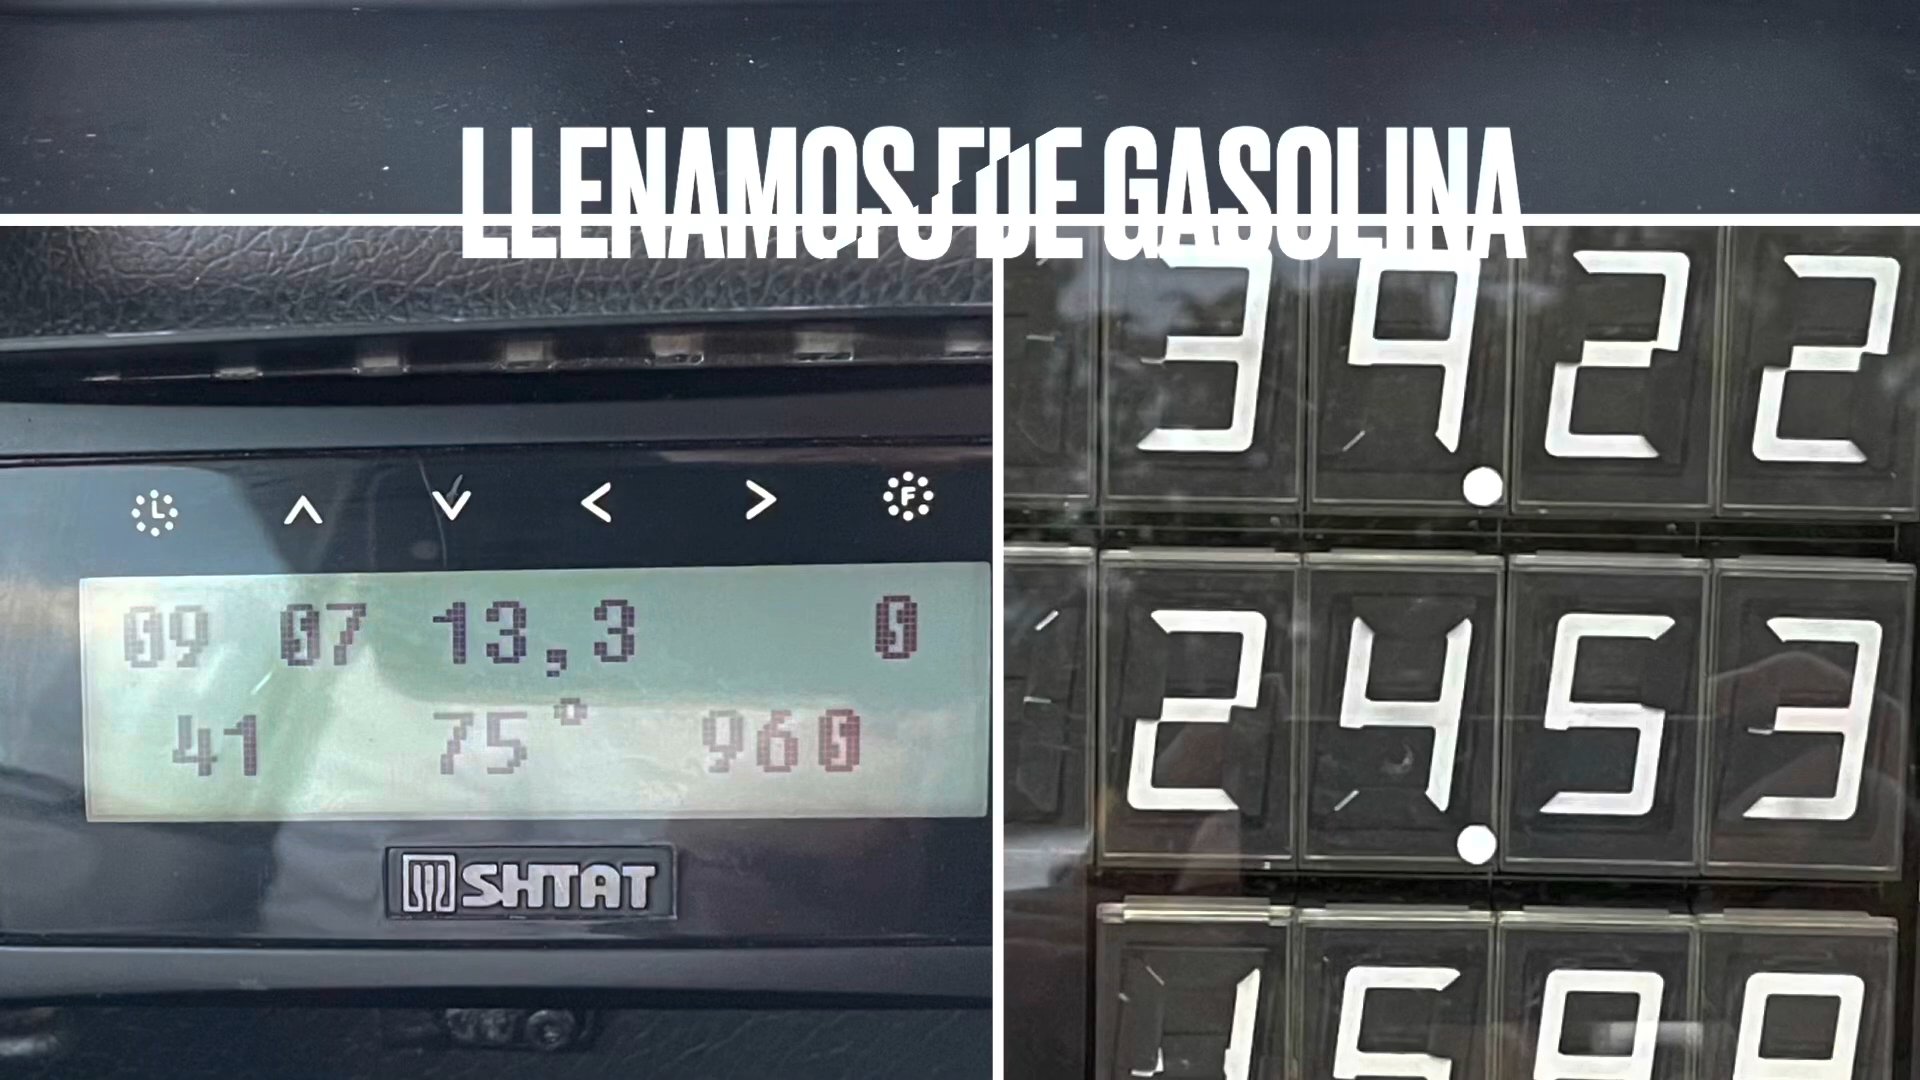 LLENAMOS DE GASOLINA
L F
09 07 13,3 0
41 75° 960
SHTAT
39.22
24.53